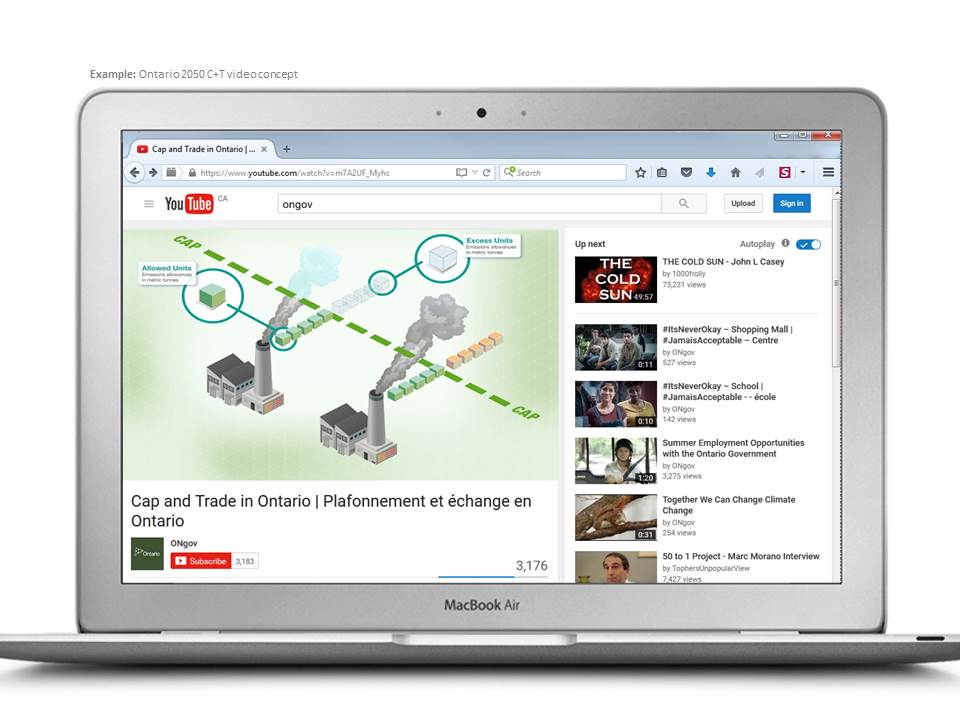 Example: Ontario 2050 C+T video concept
Cap and Trade in Ontario | ...
https://www.youtube.com/watch?v=m7A2UF_Myhc
Search
YouTube CA
ongov
Upload
Sign in
CAP
Allowed Units
Emissions allowances
in metric tonnes
Excess Units
Emissions allowances
in metric tonnes
CAP
Cap and Trade in Ontario | Plafonnement et échange en
Ontario
Ontario
ONgov
Subscribe
3,183
3,176
Up next
Autoplay
THE
COLD
SUN
49:57
THE COLD SUN - John L Casey
by 1000frolly
73,231 views
0:11
#ItsNeverOkay – Shopping Mall |
#JamaisAcceptable – Centre
by ONgov
527 views
0:10
#ItsNeverOkay – School |
#JamaisAcceptable - - école
by ONgov
142 views
1:20
Summer Employment Opportunities
with the Ontario Government
by ONgov
3,275 views
0:31
Together We Can Change Climate
Change
by ONgov
254 views
50 to 1 Project - Marc Morano Interview
by TophersUnpopularView
7,427 views
MacBook Air